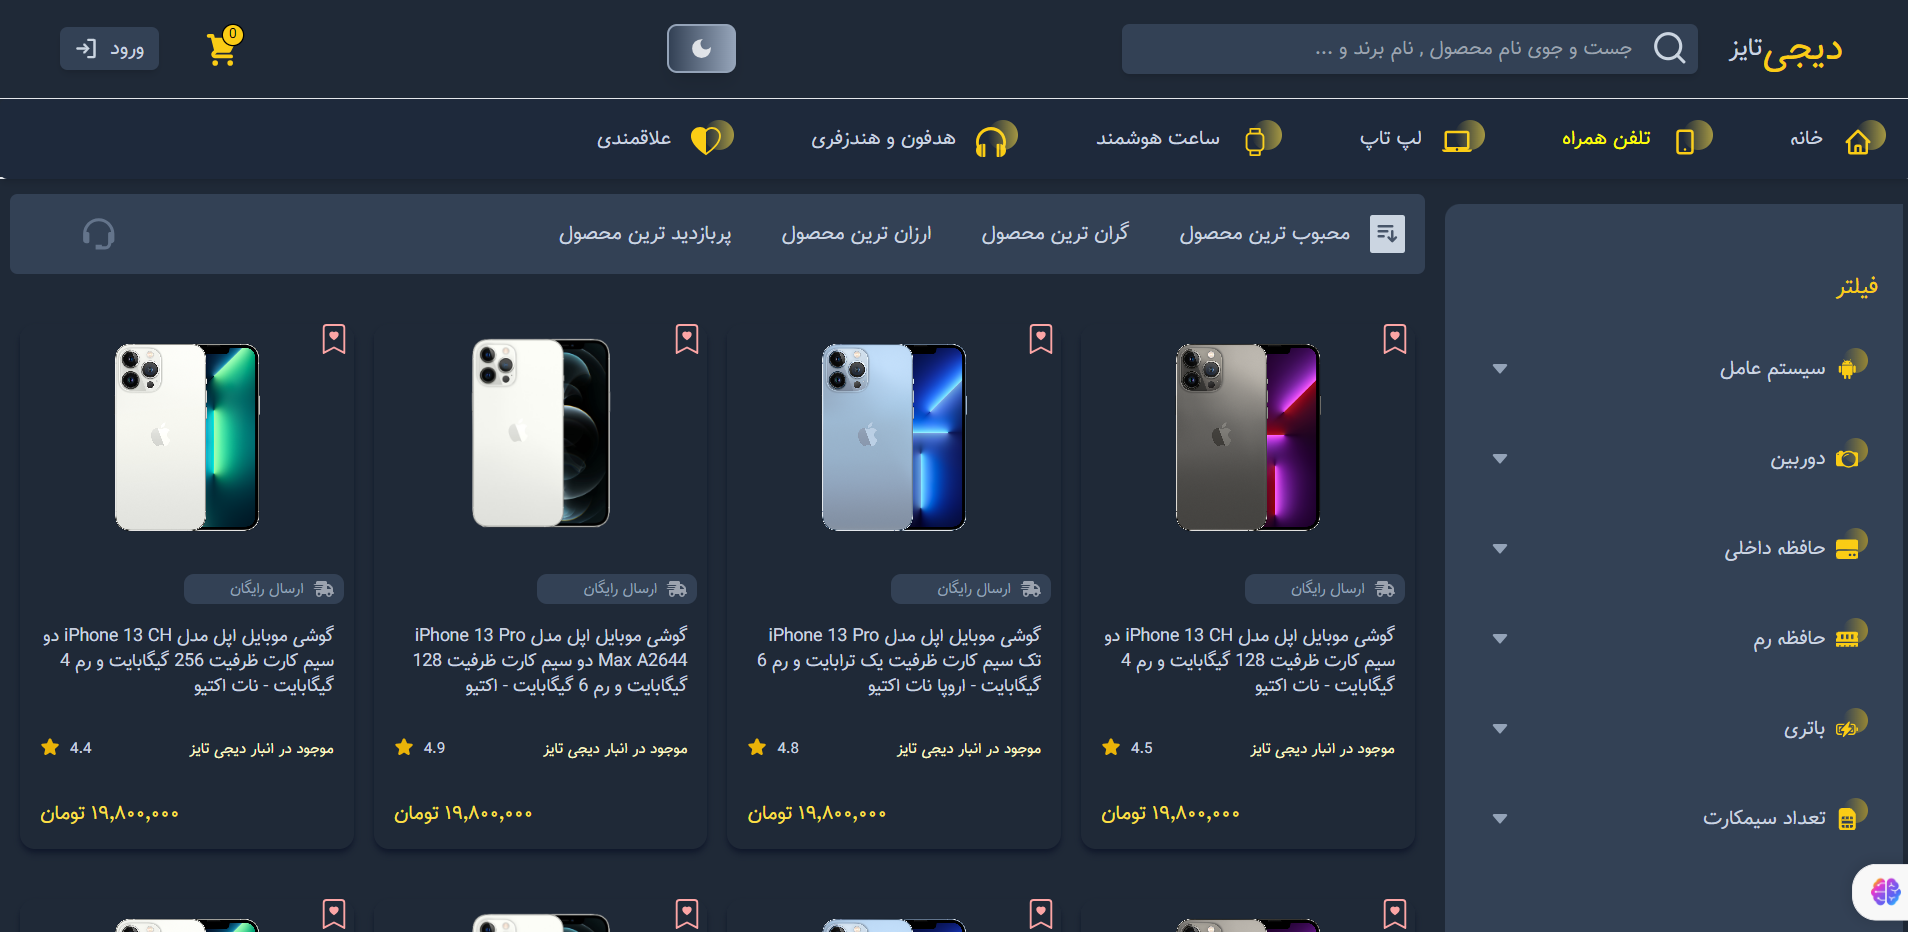 دیجی تایز
جست و جوی نام محصول , نام برند و ...
0
ورود
خانه
تلفن همراه
لپ تاپ
ساعت هوشمند
هدفون و هندزفری
علاقمندی
محبوب ترین محصول
گران ترین محصول
ارزان ترین محصول
پربازدید ترین محصول
فیلتر
سیستم عامل
دوربین
حافظه داخلی
حافظه رم
باتری
تعداد سیمکارت
ارسال رایگان
گوشی موبایل اپل مدل iPhone 13 CH دو
سیم کارت ظرفیت 128 گیگابایت و رم 4
گیگابایت - نات اکتیو
موجود در انبار دیجی تایز
4.5
۱۹,۸۰۰,۰۰۰ تومان
ارسال رایگان
گوشی موبایل اپل مدل iPhone 13 Pro
تک سیم کارت ظرفیت یک ترابایت و رم 6
گیگابایت - اروپا نات اکتیو
موجود در انبار دیجی تایز
4.8
۱۹,۸۰۰,۰۰۰ تومان
ارسال رایگان
گوشی موبایل اپل مدل iPhone 13 Pro
Max A2644 دو سیم کارت ظرفیت 128
گیگابایت و رم 6 گیگابایت - اکتیو
موجود در انبار دیجی تایز
4.9
۱۹,۸۰۰,۰۰۰ تومان
ارسال رایگان
گوشی موبایل اپل مدل iPhone 13 CH دو
سیم کارت ظرفیت 256 گیگابایت و رم 4
گیگابایت - نات اکتیو
موجود در انبار دیجی تایز
4.4
۱۹,۸۰۰,۰۰۰ تومان